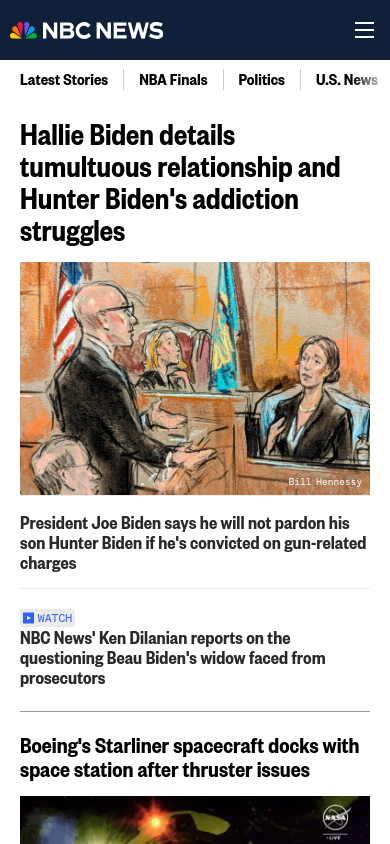 NBC NEWS
Latest Stories
NBA Finals
Politics
U.S. News
Hallie Biden details
tumultuous relationship and
Hunter Biden's addiction
struggles
Bill Hennessy
President Joe Biden says he will not pardon his
son Hunter Biden if he's convicted on gun-related
charges
WATCH
NBC News' Ken Dilanian reports on the
questioning Beau Biden's widow faced from
prosecutors
Boeing's Starliner spacecraft docks with
space station after thruster issues
NASA
LIVE